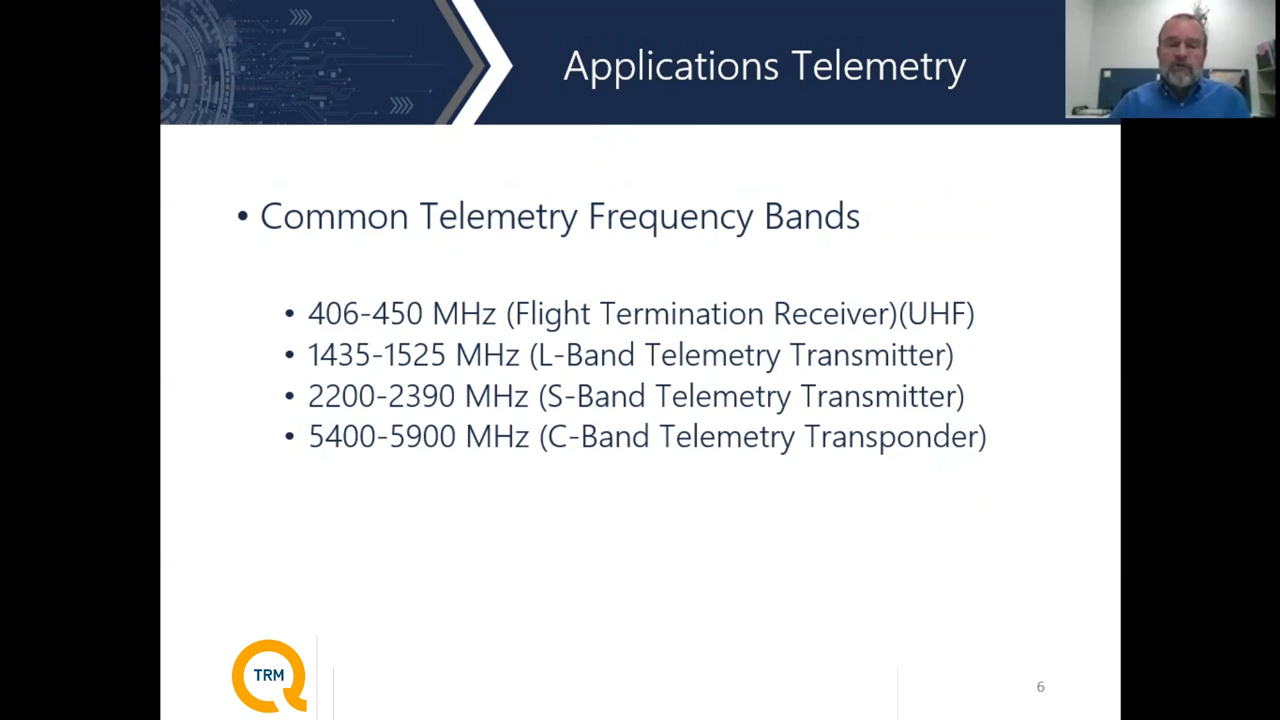 Applications Telemetry
• Common Telemetry Frequency Bands
• 406-450 MHz (Flight Termination Receiver)(UHF)
• 1435-1525 MHz (L-Band Telemetry Transmitter)
• 2200-2390 MHz (S-Band Telemetry Transmitter)
• 5400-5900 MHz (C-Band Telemetry Transponder)
TRM
6